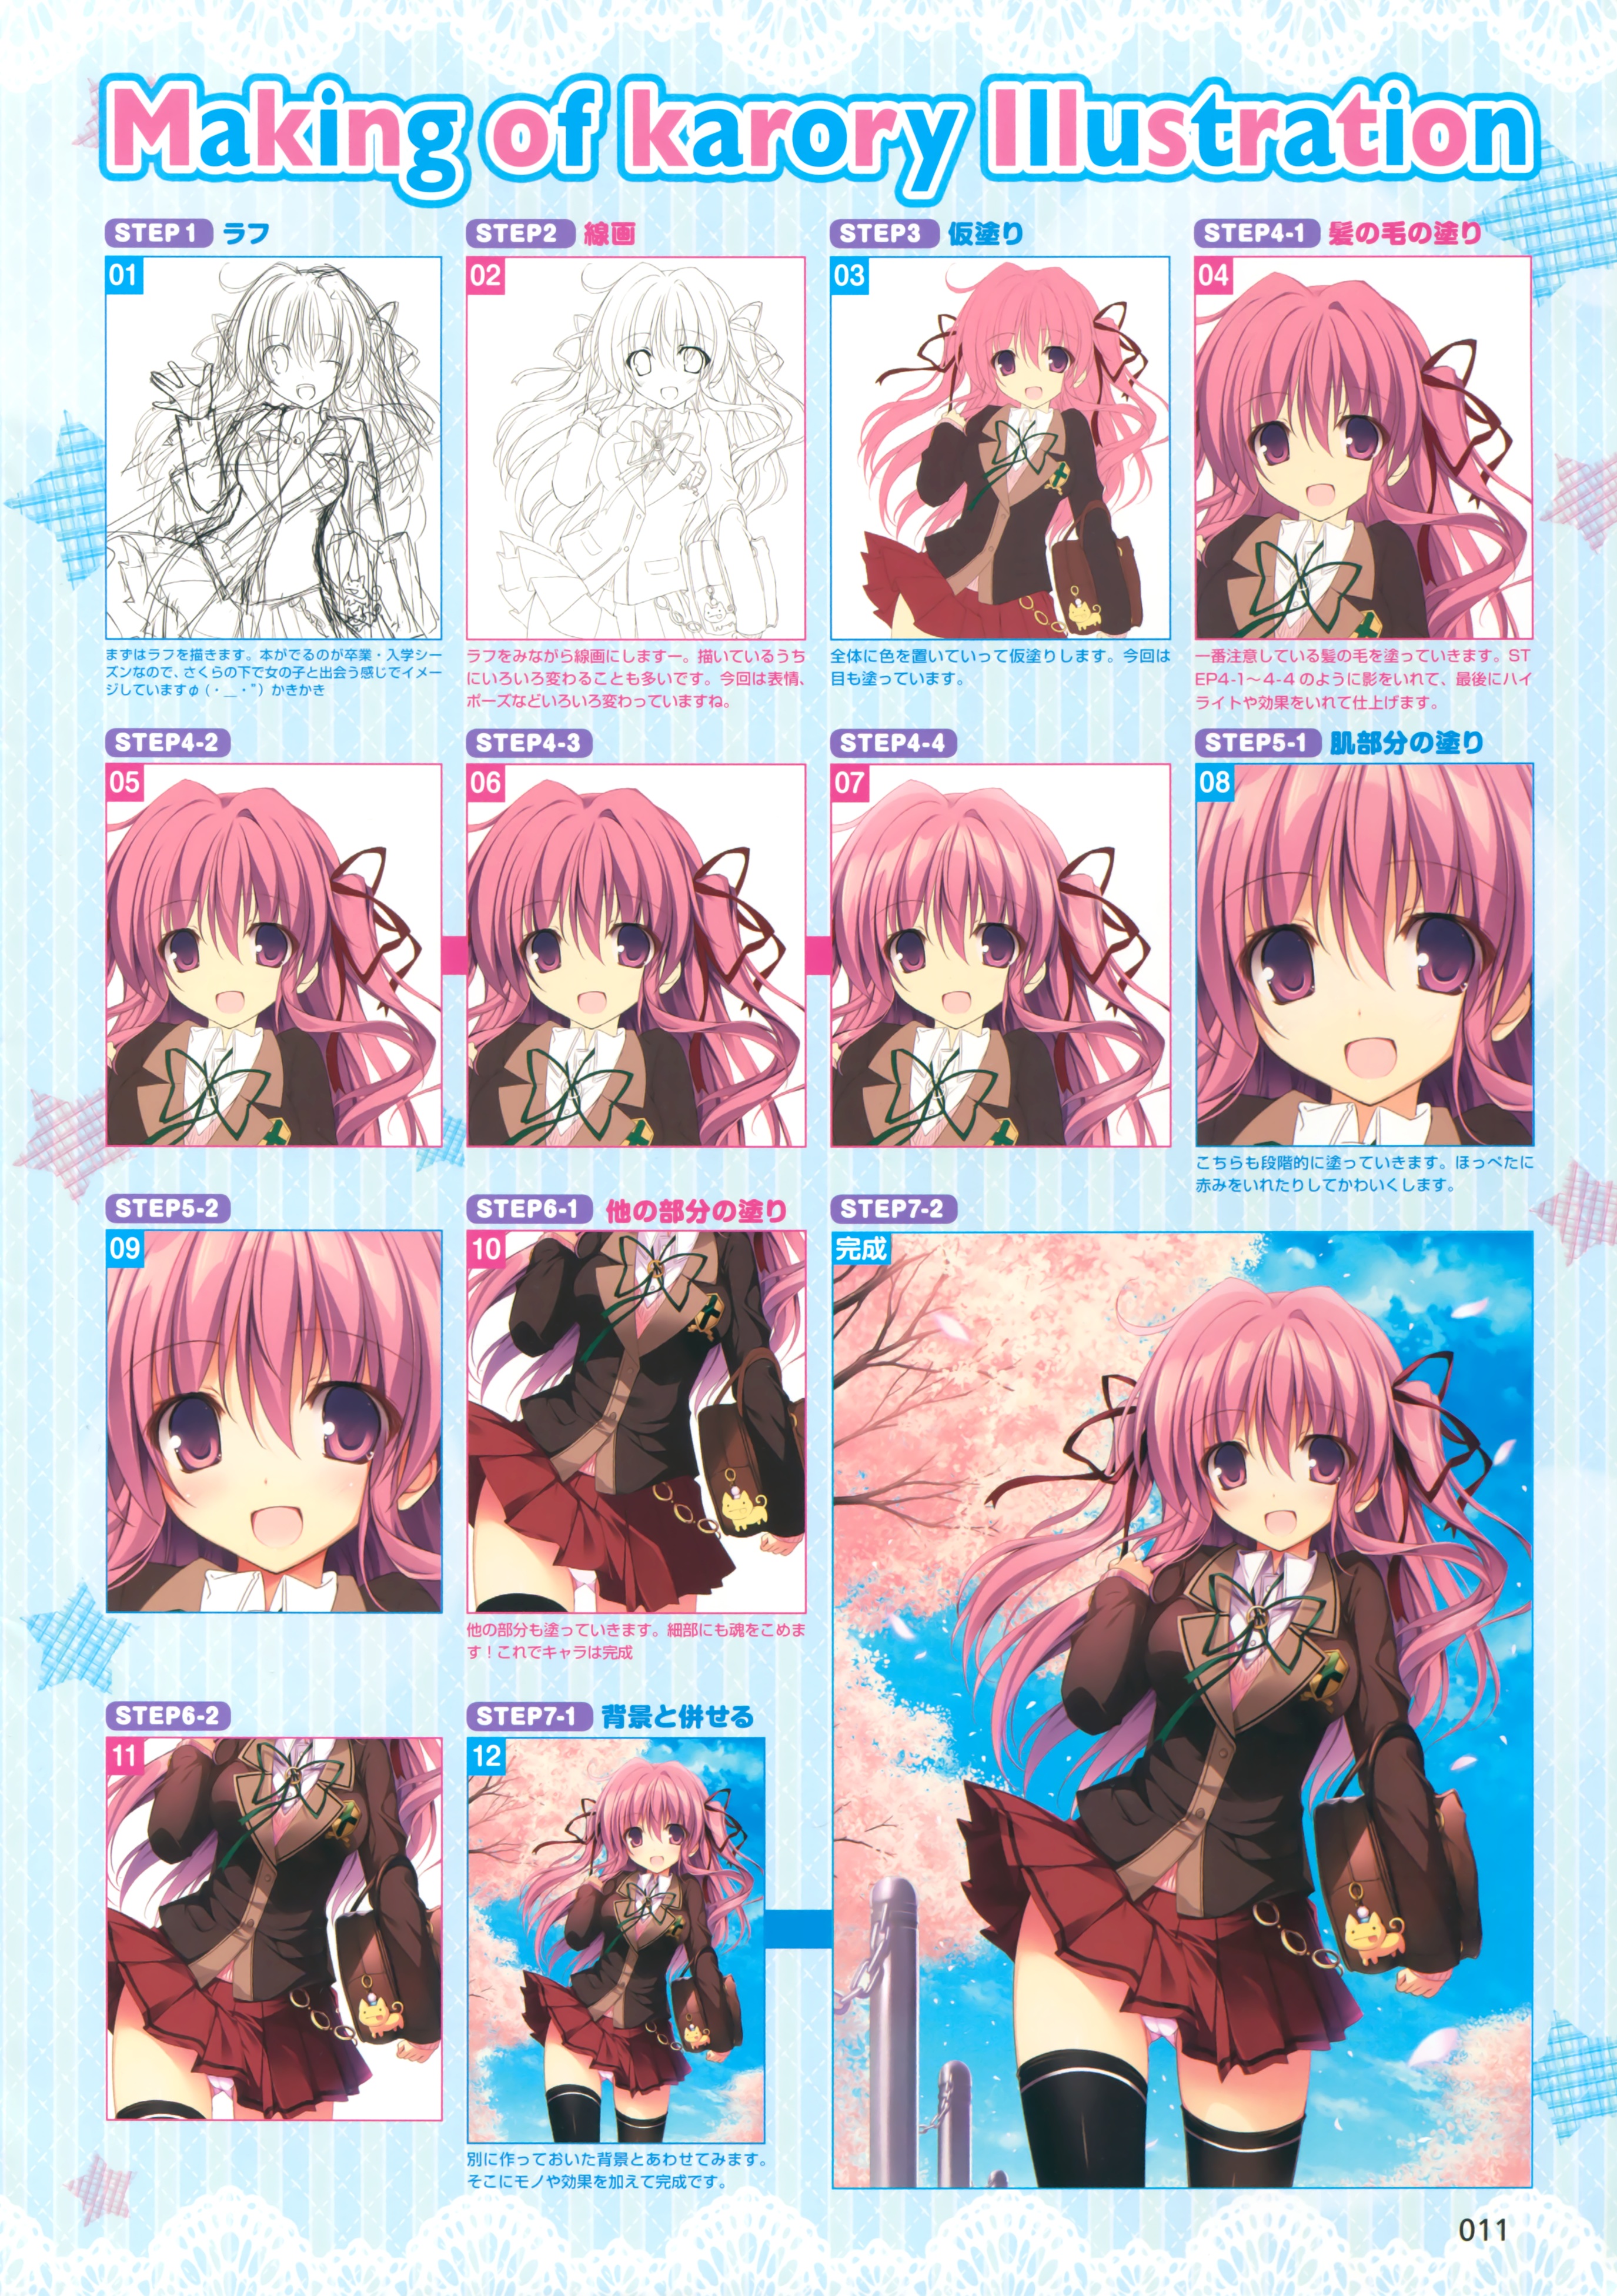 Making of karory Illustration
STEP1 ラフ
01
まずはラフを描きます。本がでるのが卒業・入学シー
ズンなので、さくらの下で女の子と出会う感じでイメー
ジしていますφ(・＿・"）かきかき
STEP2 線画
02
ラフをみながら線画にしますー。描いているうち
にいろいろ変わることも多いです。今回は表情、
ポーズなどいろいろ変わっていますね。
STEP3 仮塗り
03
全体に色を置いていって仮塗りします。今回は
目も塗っています。
STEP4-1 髪の毛の塗り
04
一番注意している髪の毛を塗っていきます。ST
EP4-1〜4-4のように影をいれて、最後にハイ
ライトや効果をいれて仕上げます。
STEP4-2
05
STEP4-3
06
STEP4-4
07
STEP5-1 肌部分の塗り
08
こちらも段階的に塗っていきます。ほっぺたに
赤みをいれたりしてかわいくします。
STEP5-2
09
STEP6-1 他の部分の塗り
10
他の部分も塗っていきます。細部にも魂をこめま
す！これでキャラは完成
STEP6-2
11
STEP7-1 背景と併せる
12
別に作っておいた背景とあわせてみます。
そこにモノや効果を加えて完成です。
STEP7-2
完成
011